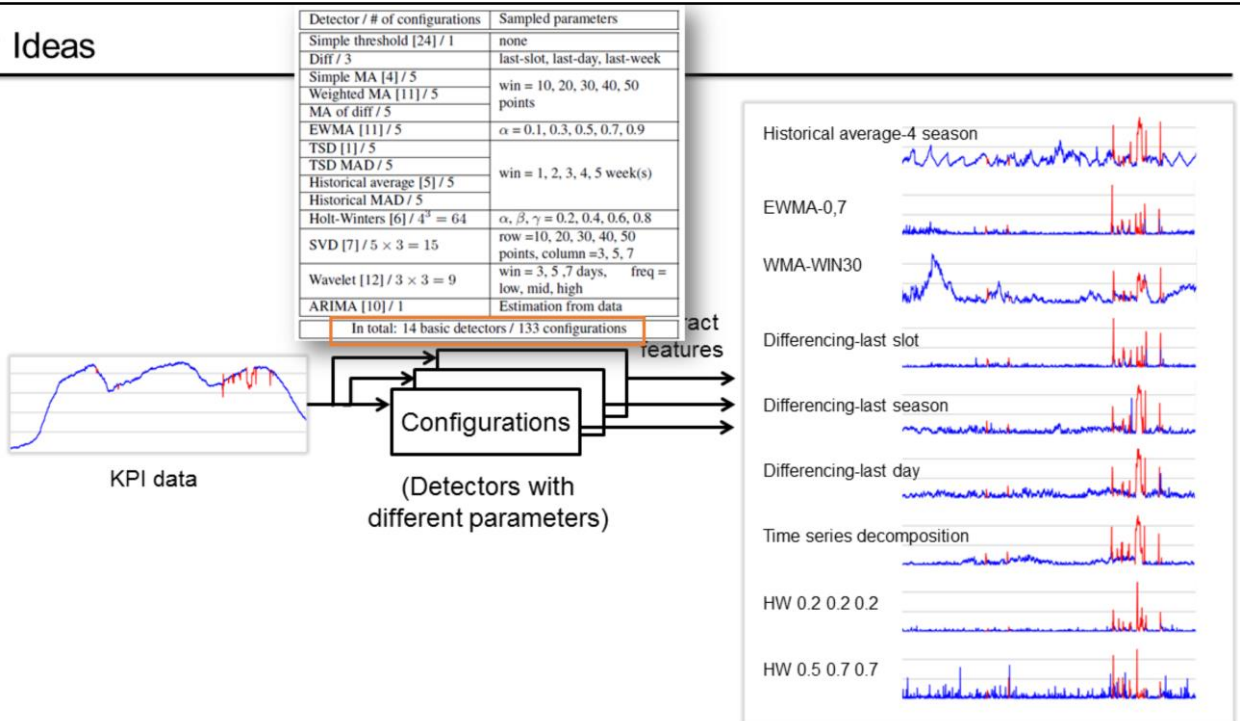 Ideas
Detector / # of configurations Sampled parameters
Simple threshold [24] / 1 none
Diff / 3 last-slot, last-day, last-week
Simple MA [4] / 5
Weighted MA [11] / 5
MA of diff / 5
win = 10, 20, 30, 40, 50
points
EWMA [11] / 5 α = 0.1, 0.3, 0.5, 0.7, 0.9
TSD [1] / 5
TSD MAD / 5
Historical average [5] / 5
Historical MAD / 5
win = 1, 2, 3, 4, 5 week(s)
Holt-Winters [6] / 4³ = 64 α, β, γ = 0.2, 0.4, 0.6, 0.8
SVD [7] / 5 × 3 = 15 row =10, 20, 30, 40, 50
points, column =3, 5, 7
Wavelet [12] / 3 × 3 = 9 win = 3, 5 ,7 days, freq =
low, mid, high
ARIMA [10] / 1 Estimation from data
In total: 14 basic detectors / 133 configurations
ract
features
Configurations
KPI data
(Detectors with
different parameters)
Historical average-4 season
EWMA-0,7
WMA-WIN30
Differencing-last slot
Differencing-last season
Differencing-last day
Time series decomposition
HW 0.2 0.2 0.2
HW 0.5 0.7 0.7